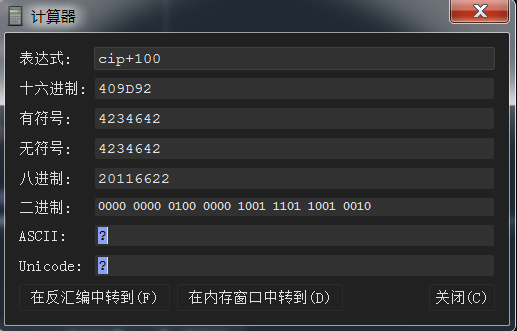 计算器
表达式: cip+100
十六进制: 409D92
有符号: 4234642
无符号: 4234642
八进制: 20116622
二进制: 0000 0000 0100 0000 1001 1101 1001 0010
ASCII: ?
Unicode: ?
在反汇编中转到(F) 在内存窗口中转到(D) 关闭(C)